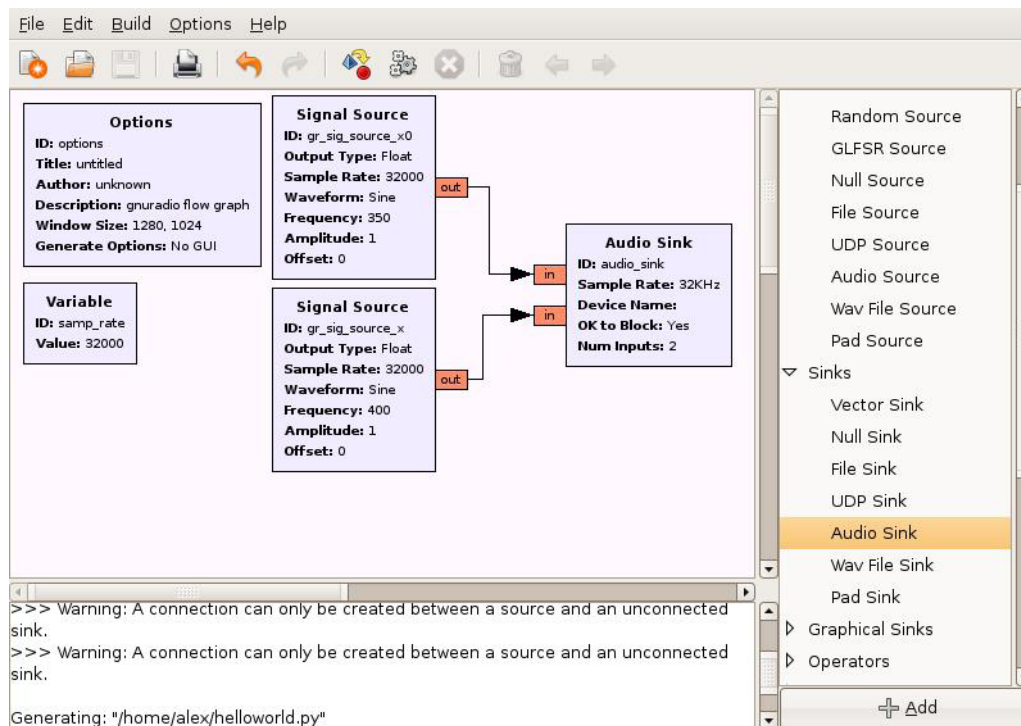 File Edit Build Options Help
Options
ID: options
Title: untitled
Author: unknown
Description: gnuradio flow graph
Window Size: 1280, 1024
Generate Options: No GUI
Variable
ID: samp_rate
Value: 32000
Signal Source
ID: gr_sig_source_x0
Output Type: Float
Sample Rate: 32000
Waveform: Sine
Frequency: 350
Amplitude: 1
Offset: 0
out
Signal Source
ID: gr_sig_source_x
Output Type: Float
Sample Rate: 32000
Waveform: Sine
Frequency: 400
Amplitude: 1
Offset: 0
out
in
in
Audio Sink
ID: audio_sink
Sample Rate: 32KHz
Device Name:
OK to Block: Yes
Num Inputs: 2
Random Source
GLFSR Source
Null Source
File Source
UDP Source
Audio Source
Wav File Source
Pad Source
Sinks
Vector Sink
Null Sink
File Sink
UDP Sink
Audio Sink
Wav File Sink
Pad Sink
Graphical Sinks
Operators
Add
>>> Warning: A connection can only be created between a source and an unconnected
sink.
>>> Warning: A connection can only be created between a source and an unconnected
sink.
Generating: "/home/alex/helloworld.py"